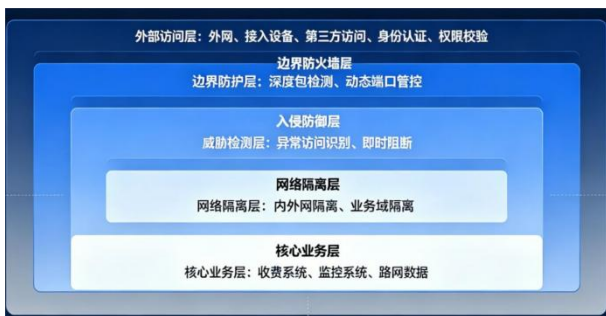 外部访问层：外网、接入设备、第三方访问、身份认证、权限校验
边界防火墙层
边界防护层：深度包检测、动态端口管控
入侵防御层
威胁检测层：异常访问识别、即时阻断
网络隔离层
网络隔离层：内外网隔离、业务域隔离
核心业务层
核心业务层：收费系统、监控系统、路网数据